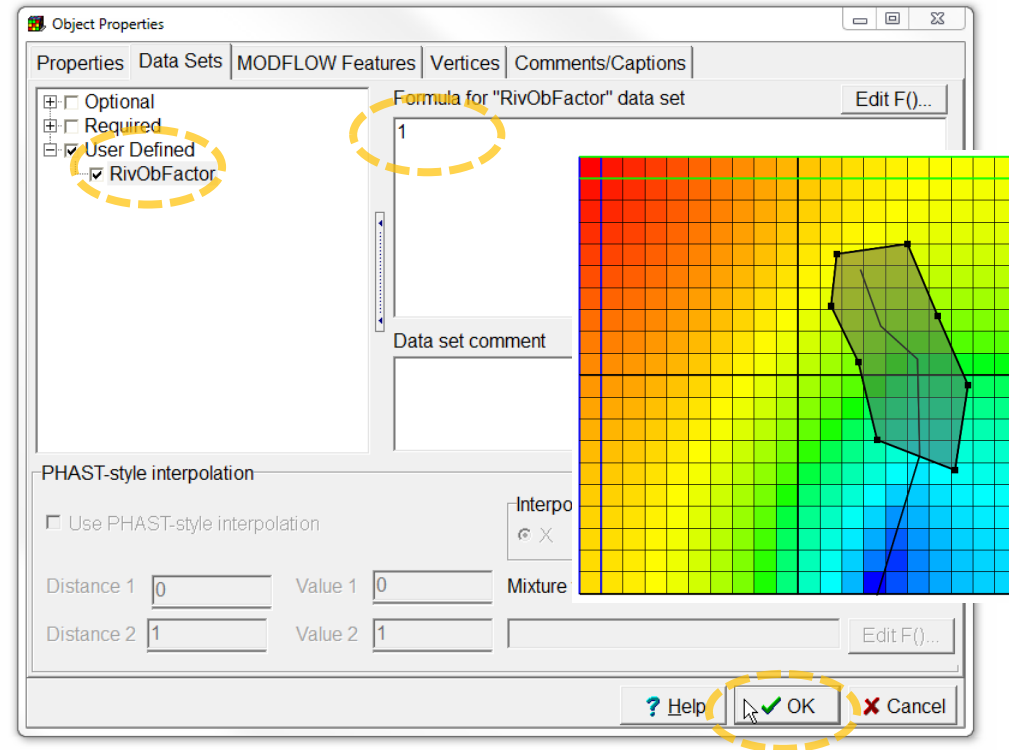 Object Properties
Properties Data Sets MODFLOW Features Vertices Comments/Captions
Optional
Required
User Defined
RivObFactor
Formula for "RivObFactor" data set
Edit F()...
1
Data set comment
PHAST-style interpolation
Use PHAST-style interpolation
Interpo
X
Distance 1 0 Value 1 0 Mixture
Distance 2 1 Value 2 1 Edit F()...
? Help OK Cancel